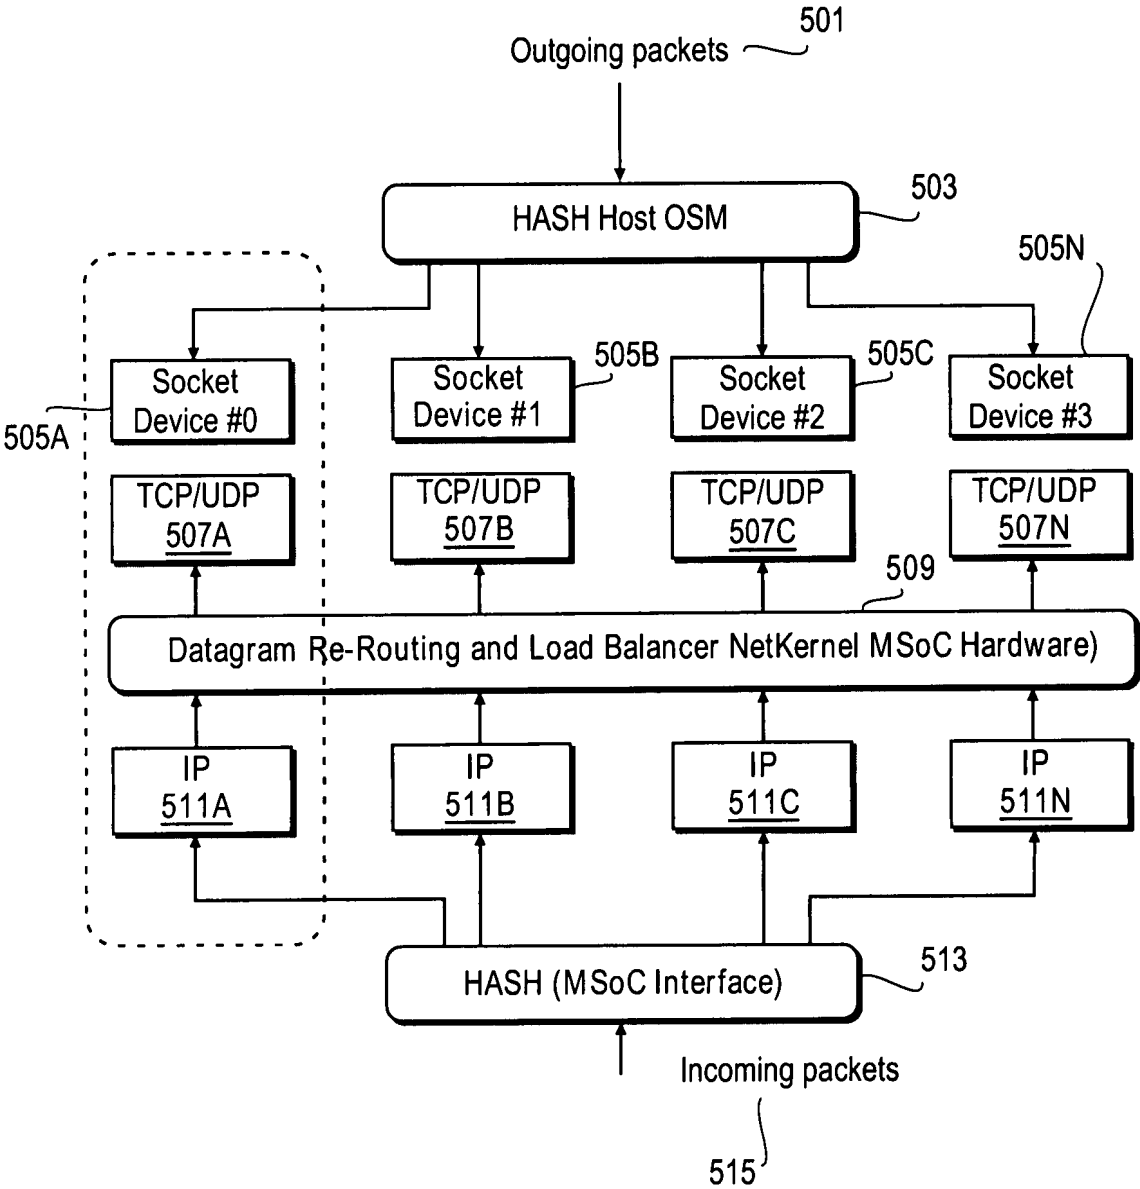 501
Outgoing packets
503
HASH Host OSM
505N
Socket
Device #0
505A
Socket
Device #1
505B
Socket
Device #2
505C
Socket
Device #3
TCP/UDP
507A
TCP/UDP
507B
TCP/UDP
507C
TCP/UDP
507N
509
Datagram Re-Routing and Load Balancer NetKernel MSoC Hardware)
IP
511A
IP
511B
IP
511C
IP
511N
HASH (MSoC Interface)
513
Incoming packets
515